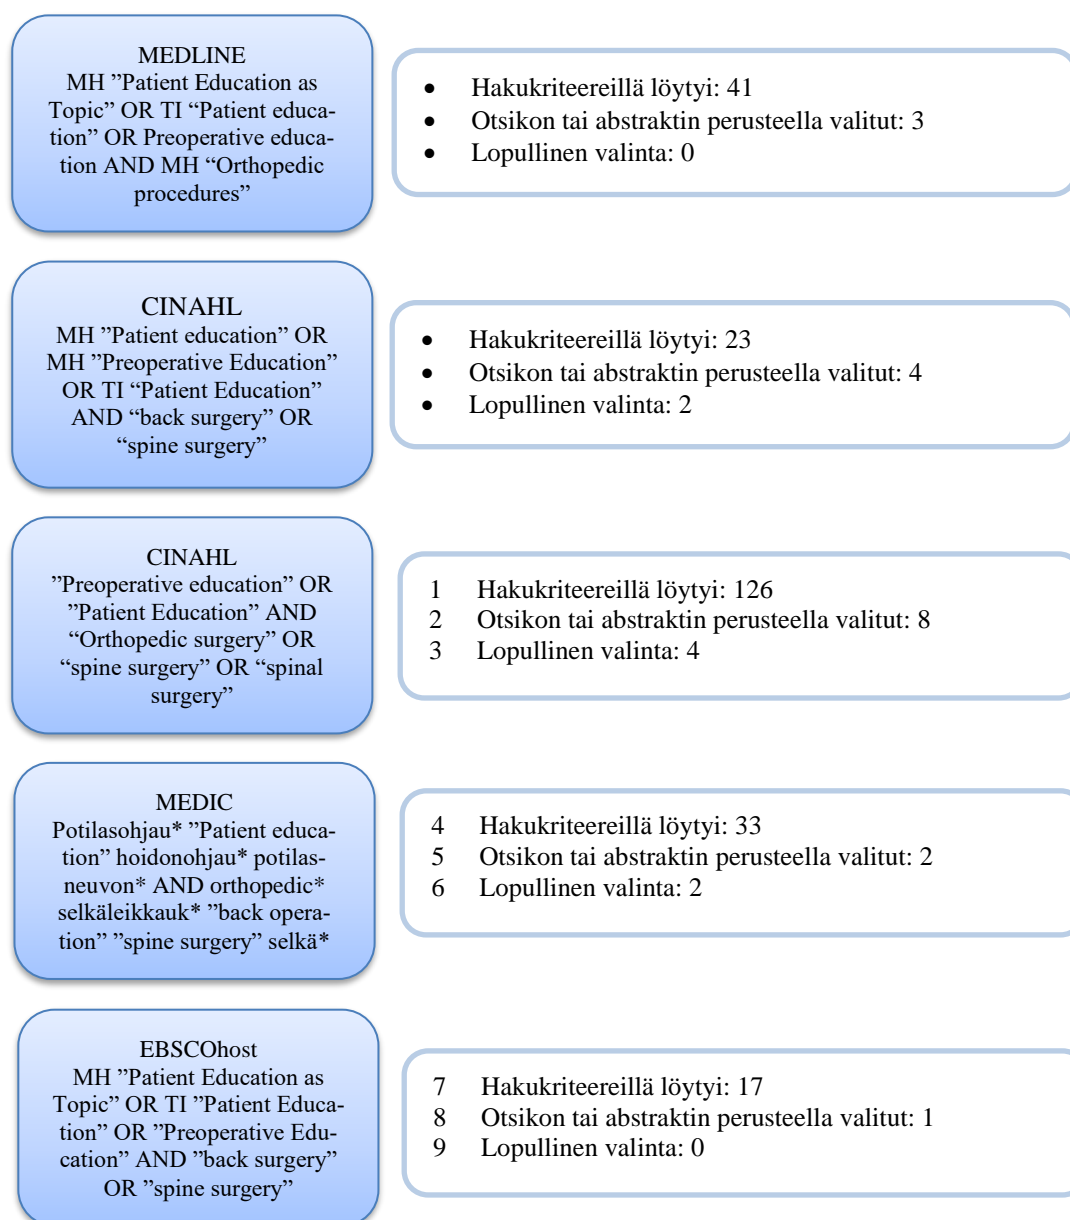 MEDLINE
MH ”Patient Education as
Topic” OR TI “Patient educa-
tion” OR Preoperative educa-
tion AND MH “Orthopedic
procedures”
• Hakukriteereillä löytyi: 41
• Otsikon tai abstraktin perusteella valitut: 3
• Lopullinen valinta: 0
CINAHL
MH ”Patient education” OR
MH ”Preoperative Education”
OR TI “Patient Education”
AND “back surgery” OR
“spine surgery”
• Hakukriteereillä löytyi: 23
• Otsikon tai abstraktin perusteella valitut: 4
• Lopullinen valinta: 2
CINAHL
”Preoperative education” OR
”Patient Education” AND
“Orthopedic surgery” OR
“spine surgery” OR “spinal
surgery”
1 Hakukriteereillä löytyi: 126
2 Otsikon tai abstraktin perusteella valitut: 8
3 Lopullinen valinta: 4
MEDIC
Potilasohjau* ”Patient educa-
tion” hoidonohjau* potilas-
neuvon* AND orthopedic*
selkäleikkauk* ”back opera-
tion” ”spine surgery” selkä*
4 Hakukriteereillä löytyi: 33
5 Otsikon tai abstraktin perusteella valitut: 2
6 Lopullinen valinta: 2
EBSCOhost
MH ”Patient Education as
Topic” OR TI ”Patient Educa-
tion” OR ”Preoperative Edu-
cation” AND ”back surgery”
OR ”spine surgery”
7 Hakukriteereillä löytyi: 17
8 Otsikon tai abstraktin perusteella valitut: 1
9 Lopullinen valinta: 0